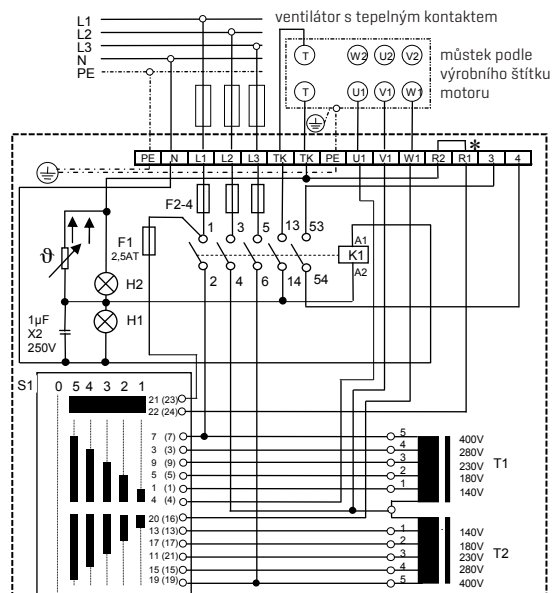 L1
L2
L3
N
PE
ventilátor s tepelným kontaktem
T W2 U2 V2
T U1 V1 W1
můstek podle
výrobního štítku
motoru
PE N L1 L2 L3 TK TK PE U1 V1 W1 R2 R1 3 4
*
F2-4
F1
2,5AT
1 3 5 13 53
2 4 6 14 54
A1
K1
A2
ϑ
H2
H1
1µF
X2
250V
S1 0 5 4 3 2 1
21 (23)
22 (24)
7 (7) 5 400V
3 (3) 4 280V
9 (9) 3 230V
5 (5) 2 180V
1 (1) 1 140V
4 (4)
T1
20 (16)
13 (13) 1 140V
17 (17) 2 180V
11 (21) 3 230V
15 (15) 4 280V
19 (19) 5 400V
T2